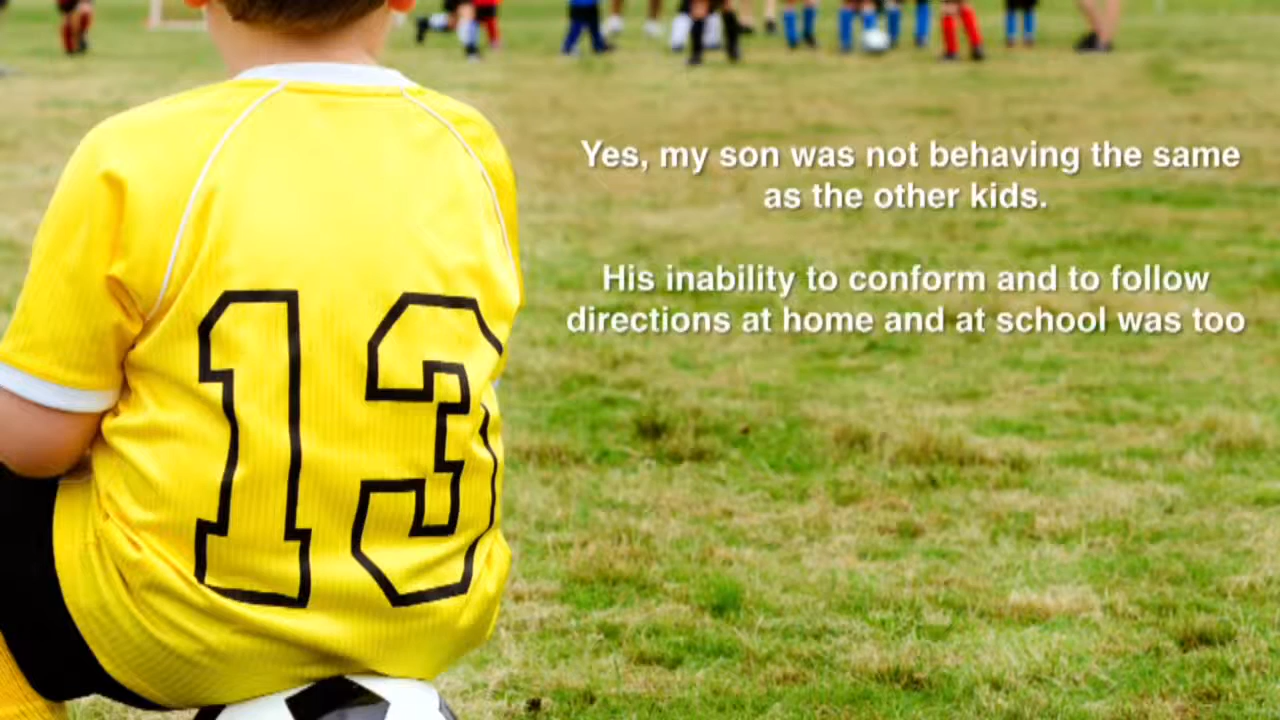 13
Yes, my son was not behaving the same
as the other kids.
His inability to conform and to follow
directions at home and at school was too